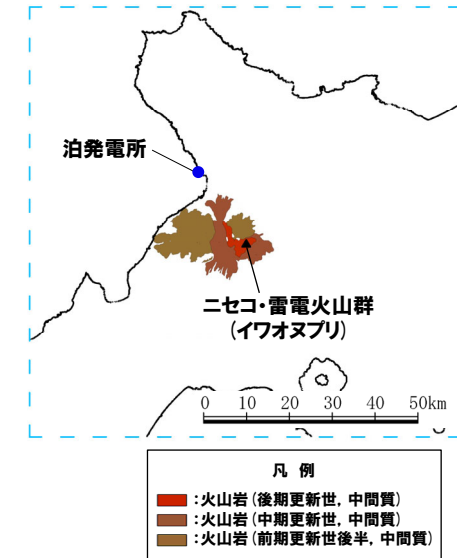 泊発電所
ニセコ・雷電火山群
(イワオヌプリ)
0 10 20 30 40 50km
凡 例
:火山岩(後期更新世, 中間質)
:火山岩(中期更新世, 中間質)
:火山岩(前期更新世後半, 中間質)